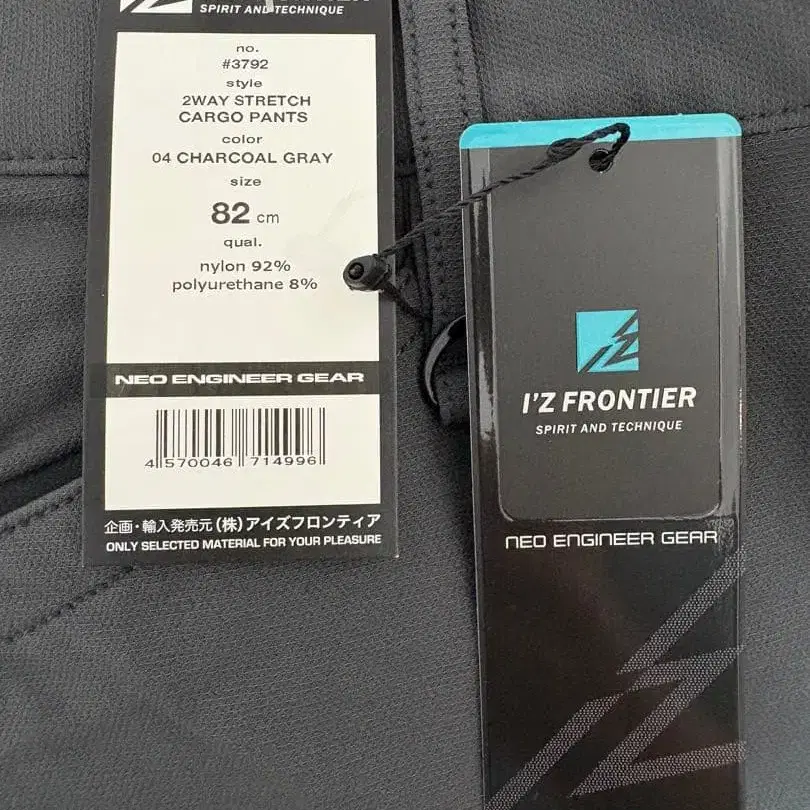 SPIRIT AND TECHNIQUE
no.
#3792
style
2WAY STRETCH
CARGO PANTS
color
04 CHARCOAL GRAY
size
82 cm
qual.
nylon 92%
polyurethane 8%
NEO ENGINEER GEAR
4 570046 714996
企画・輸入発売元 (株) アイズフロンティア
ONLY SELECTED MATERIAL FOR YOUR PLEASURE
I'Z FRONTIER
SPIRIT AND TECHNIQUE
NEO ENGINEER GEAR